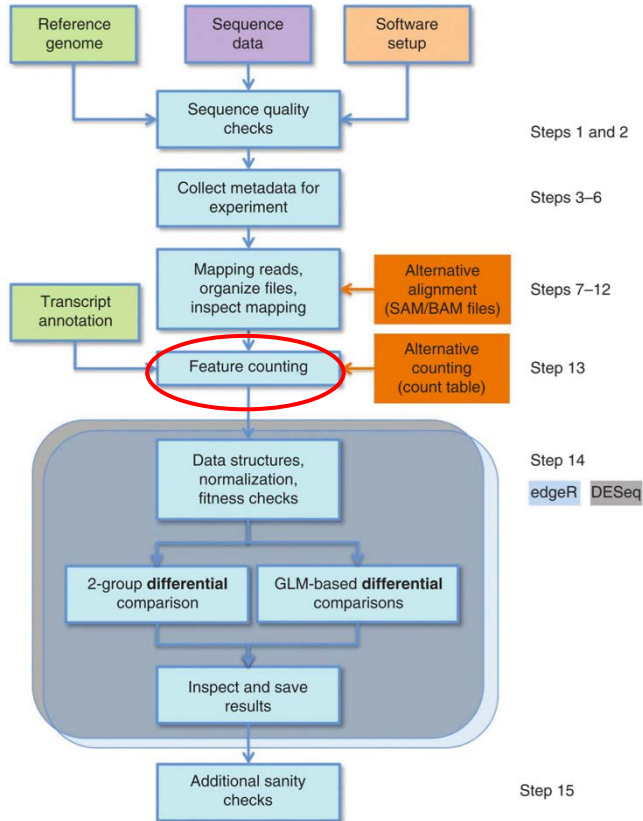 Reference
genome
Sequence
data
Software
setup
Sequence quality
checks
Steps 1 and 2
Collect metadata for
experiment
Steps 3–6
Mapping reads,
organize files,
inspect mapping
Alternative
alignment
(SAM/BAM files)
Steps 7–12
Transcript
annotation
Feature counting
Alternative
counting
(count table)
Step 13
Data structures,
normalization,
fitness checks
Step 14
edgeR DESeq
2-group differential
comparison
GLM-based differential
comparisons
Inspect and save
results
Additional sanity
checks
Step 15